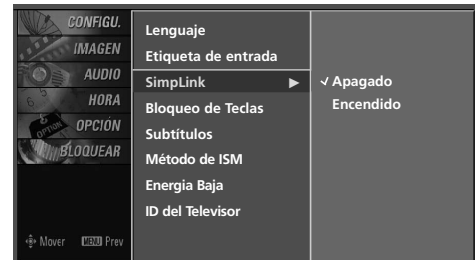 CONFIGU.
IMAGEN
AUDIO
HORA
OPCIÓN
BLOQUEAR
Mover MENU Prev
Lenguaje
Etiqueta de entrada
SimpLink ▶
Bloqueo de Teclas
Subtítulos
Método de ISM
Energia Baja
ID del Televisor
✓ Apagado
Encendido